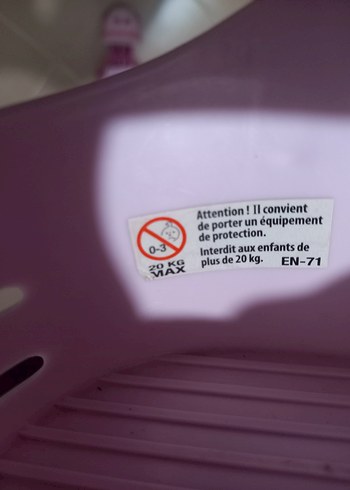 0-3
20 KG
MAX
Attention ! Il convient
de porter un équipement
de protection.
Interdit aux enfants de
plus de 20 kg. EN-71